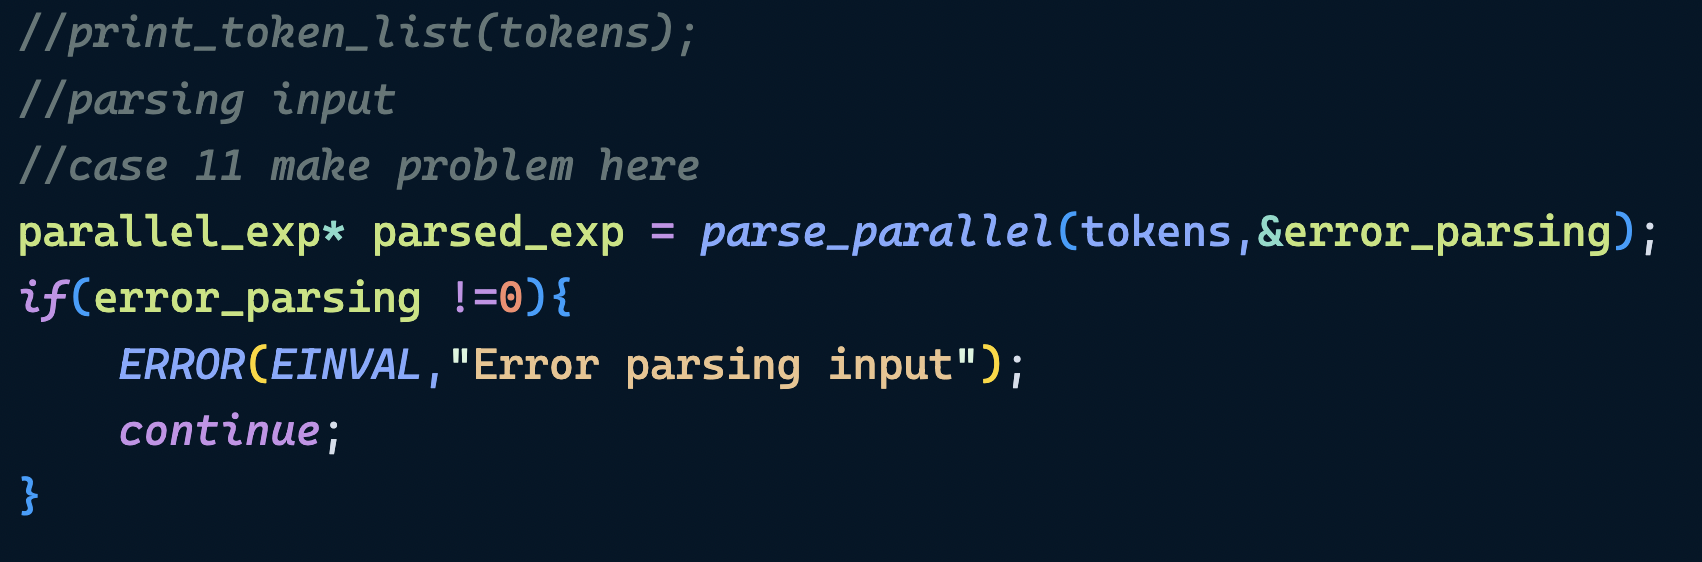 //print_token_list(tokens);
//parsing input
//case 11 make problem here
parallel_exp* parsed_exp = parse_parallel(tokens,&error_parsing);
if(error_parsing !=0){
    ERROR(EINVAL,"Error parsing input");
    continue;
}